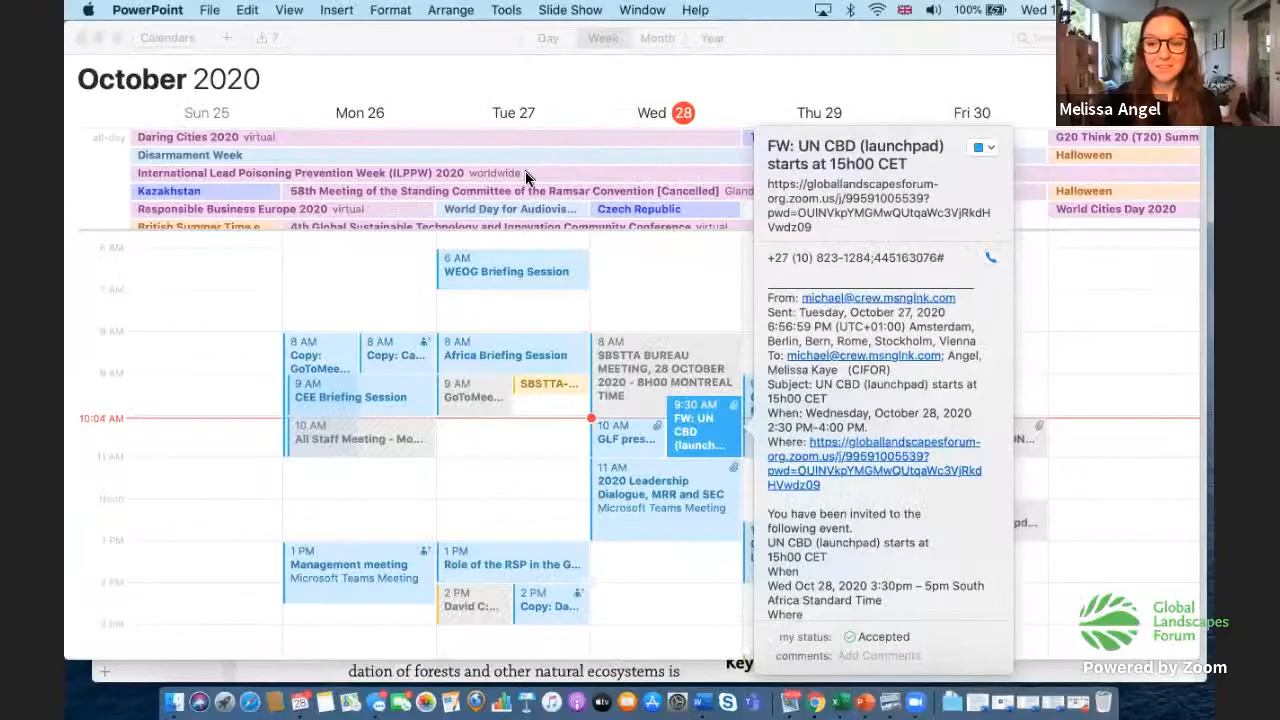 PowerPoint File Edit View Insert Format Arrange Tools Slide Show Window Help 100% Wed 1
Calendars + 7 Day Week Month Year
Melissa Angel
October 2020
Sun 25 Mon 26 Tue 27 Wed 28 Thu 29 Fri 30
all-day
Daring Cities 2020 virtual
G20 Think 20 (T20) Summ
Disarmament Week
Halloween
International Lead Poisoning Prevention Week (ILPPW) 2020 worldwide
Kazakhstan
58th Meeting of the Standing Committee of the Ramsar Convention [Cancelled] Gland
Halloween
Responsible Business Europe 2020 virtual
World Day for Audiovis...
Czech Republic
World Cities Day 2020
British Summer Time e
4th Global Sustainable Technology and Innovation Community Conference virtual
6 AM
7 AM
10:04 AM
11 AM
Noon
1 PM
2 PM
3 PM
8 AM
Copy:
GoToMee...
8 AM
Copy: Ca...
9 AM
CEE Briefing Session
10 AM
All Staff Meeting - Mo...
1 PM
Management meeting
Microsoft Teams Meeting
6 AM
WEOG Briefing Session
8 AM
Africa Briefing Session
9 AM
GoToMee...
SBSTTA-...
1 PM
Role of the RSP in the G...
2 PM
David C:...
2 PM
Copy: Da...
8 AM
SBSTTA BUREAU
MEETING, 28 OCTOBER
2020 - 8H00 MONTREAL
TIME
9:30 AM
FW: UN
CBD
(launch...
10 AM
GLF pres...
11 AM
2020 Leadership
Dialogue, MRR and SEC
Microsoft Teams Meeting
FW: UN CBD (launchpad)
starts at 15h00 CET
https://globallandscapesforum-
org.zoom.us/j/99591005539?
pwd=OUlNVkpYMGMwQUtqaWc3VjRkdH
Vwdz09
+27 (10) 823-1284;445163076#
From: michael@crew.msnglnk.com
Sent: Tuesday, October 27, 2020
6:56:59 PM (UTC+01:00) Amsterdam,
Berlin, Bern, Rome, Stockholm, Vienna
To: michael@crew.msnglnk.com; Angel,
Melissa Kaye (CIFOR)
Subject: UN CBD (launchpad) starts at
15h00 CET
When: Wednesday, October 28, 2020
2:30 PM-4:00 PM.
Where: https://globallandscapesforum-
org.zoom.us/j/99591005539?
pwd=OUlNVkpYMGMwQUtqaWc3VjRkd
HVwdz09
You have been invited to the
following event.
UN CBD (launchpad) starts at
15h00 CET
When
Wed Oct 28, 2020 3:30pm – 5pm South
Africa Standard Time
Where
my status: Accepted
comments: Add Comments
dation of forests and other natural ecosystems is
Key
Global
Landscapes
Forum
Powered by Zoom